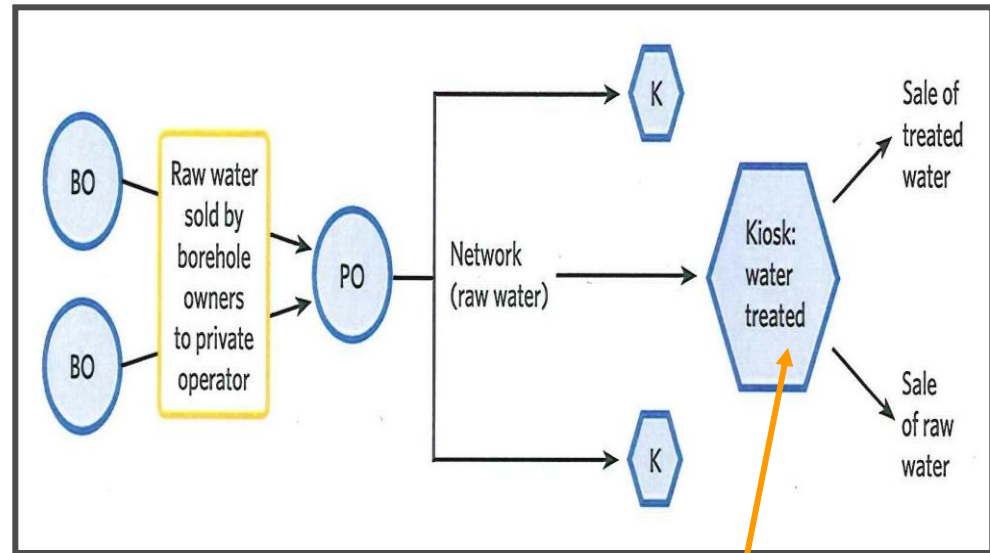 BO
BO
Raw water
sold by
borehole
owners
to private
operator
PO
Network
(raw water)
K
K
Kiosk:
water
treated
Sale of
treated
water
Sale
of raw
water